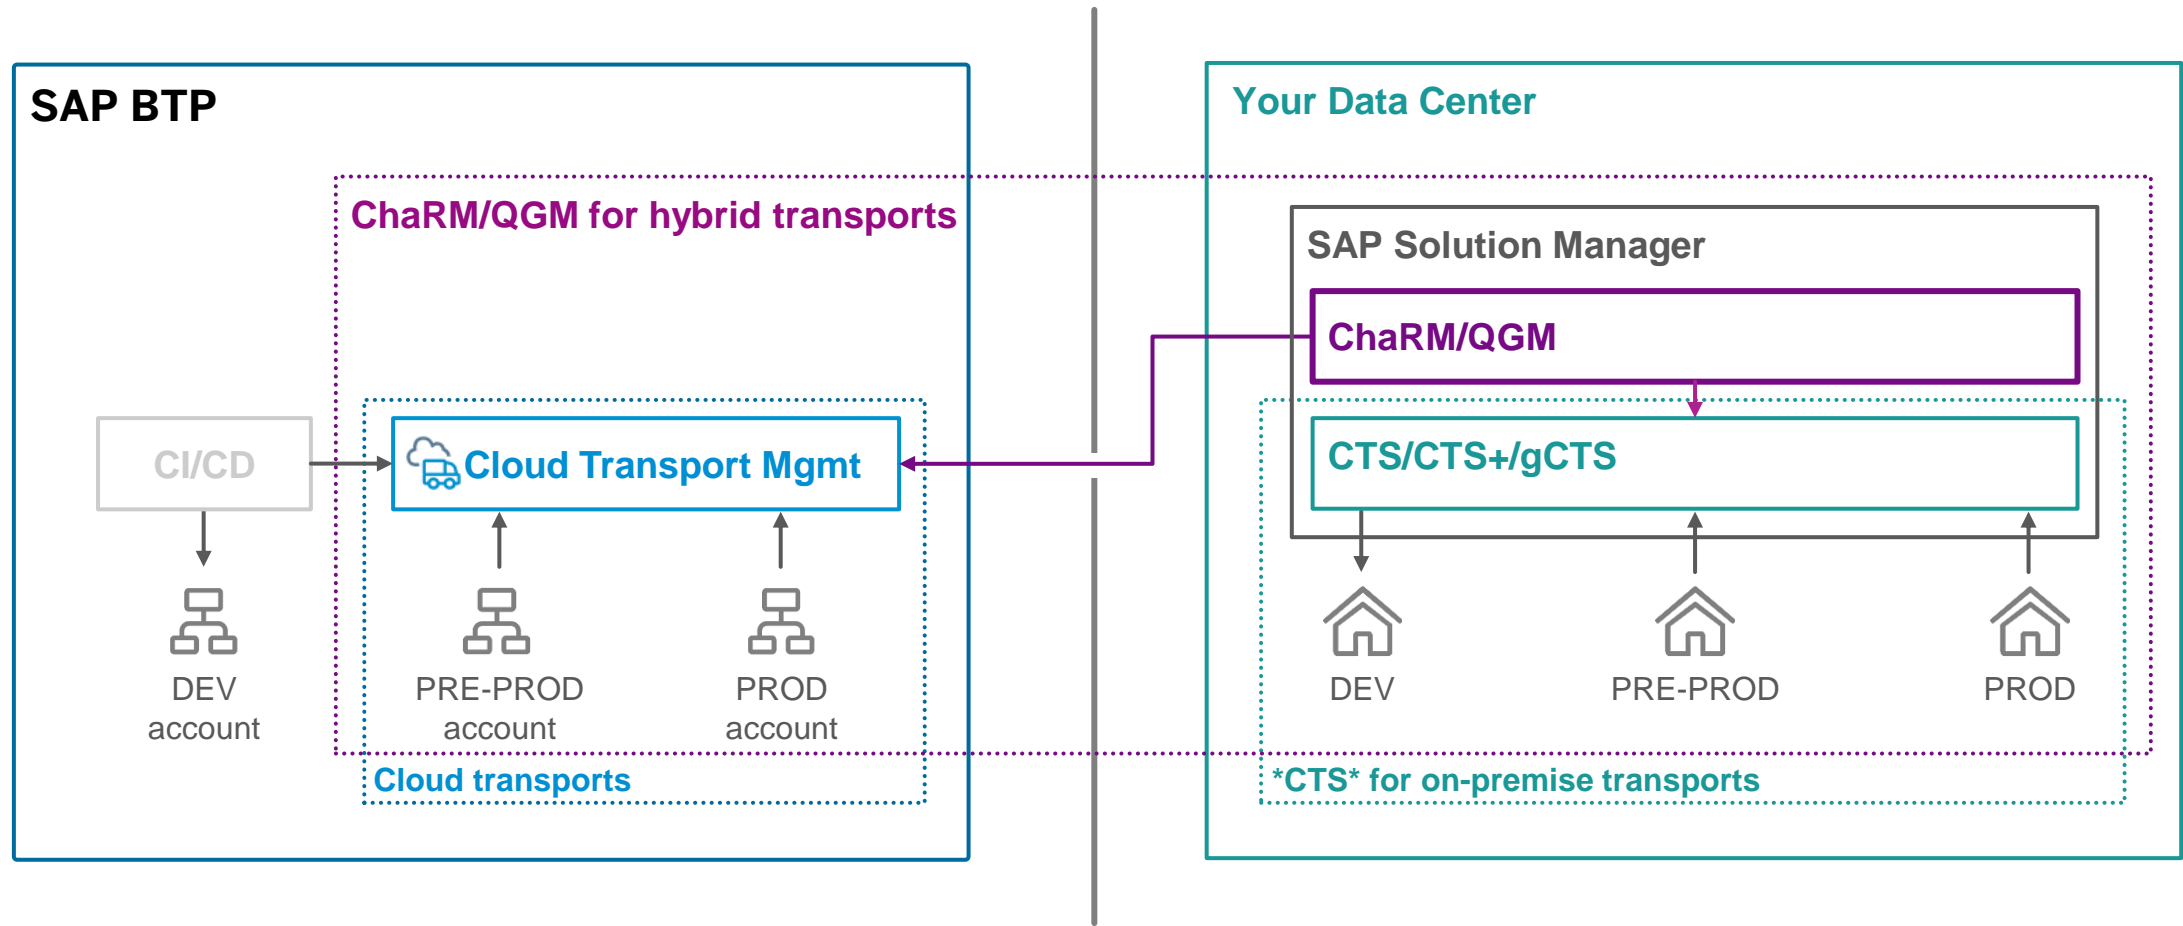 SAP BTP
Your Data Center
ChaRM/QGM for hybrid transports
SAP Solution Manager
ChaRM/QGM
CI/CD
Cloud Transport Mgmt
CTS/CTS+/gCTS
DEV
account
PRE-PROD
account
PROD
account
DEV
PRE-PROD
PROD
Cloud transports
*CTS* for on-premise transports